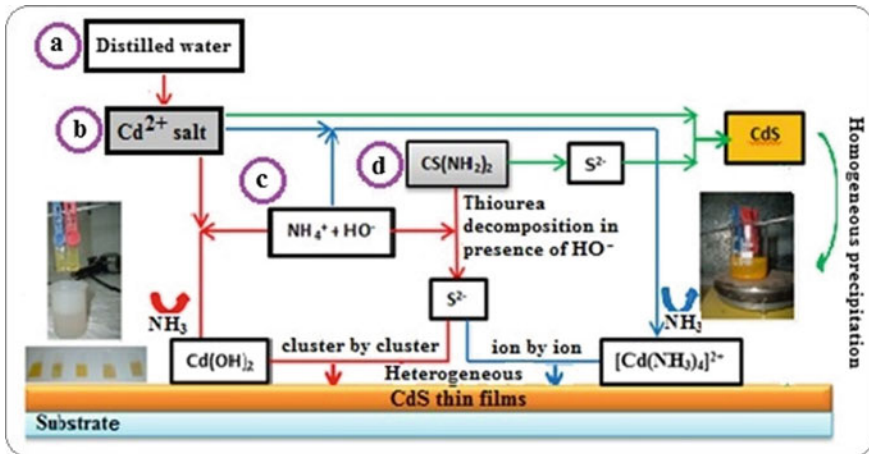 a
Distilled water
b
Cd²⁺ salt
CdS
Homogeneous precipitation
c
d
CS(NH₂)₂
S²⁻
NH₄⁺ + HO⁻
Thiourea
decomposition in
presence of HO⁻
S²⁻
NH₃
NH₃
Cd(OH)₂
cluster by cluster
ion by ion
[Cd(NH₃)₄]²⁺
Heterogeneous
CdS thin films
Substrate